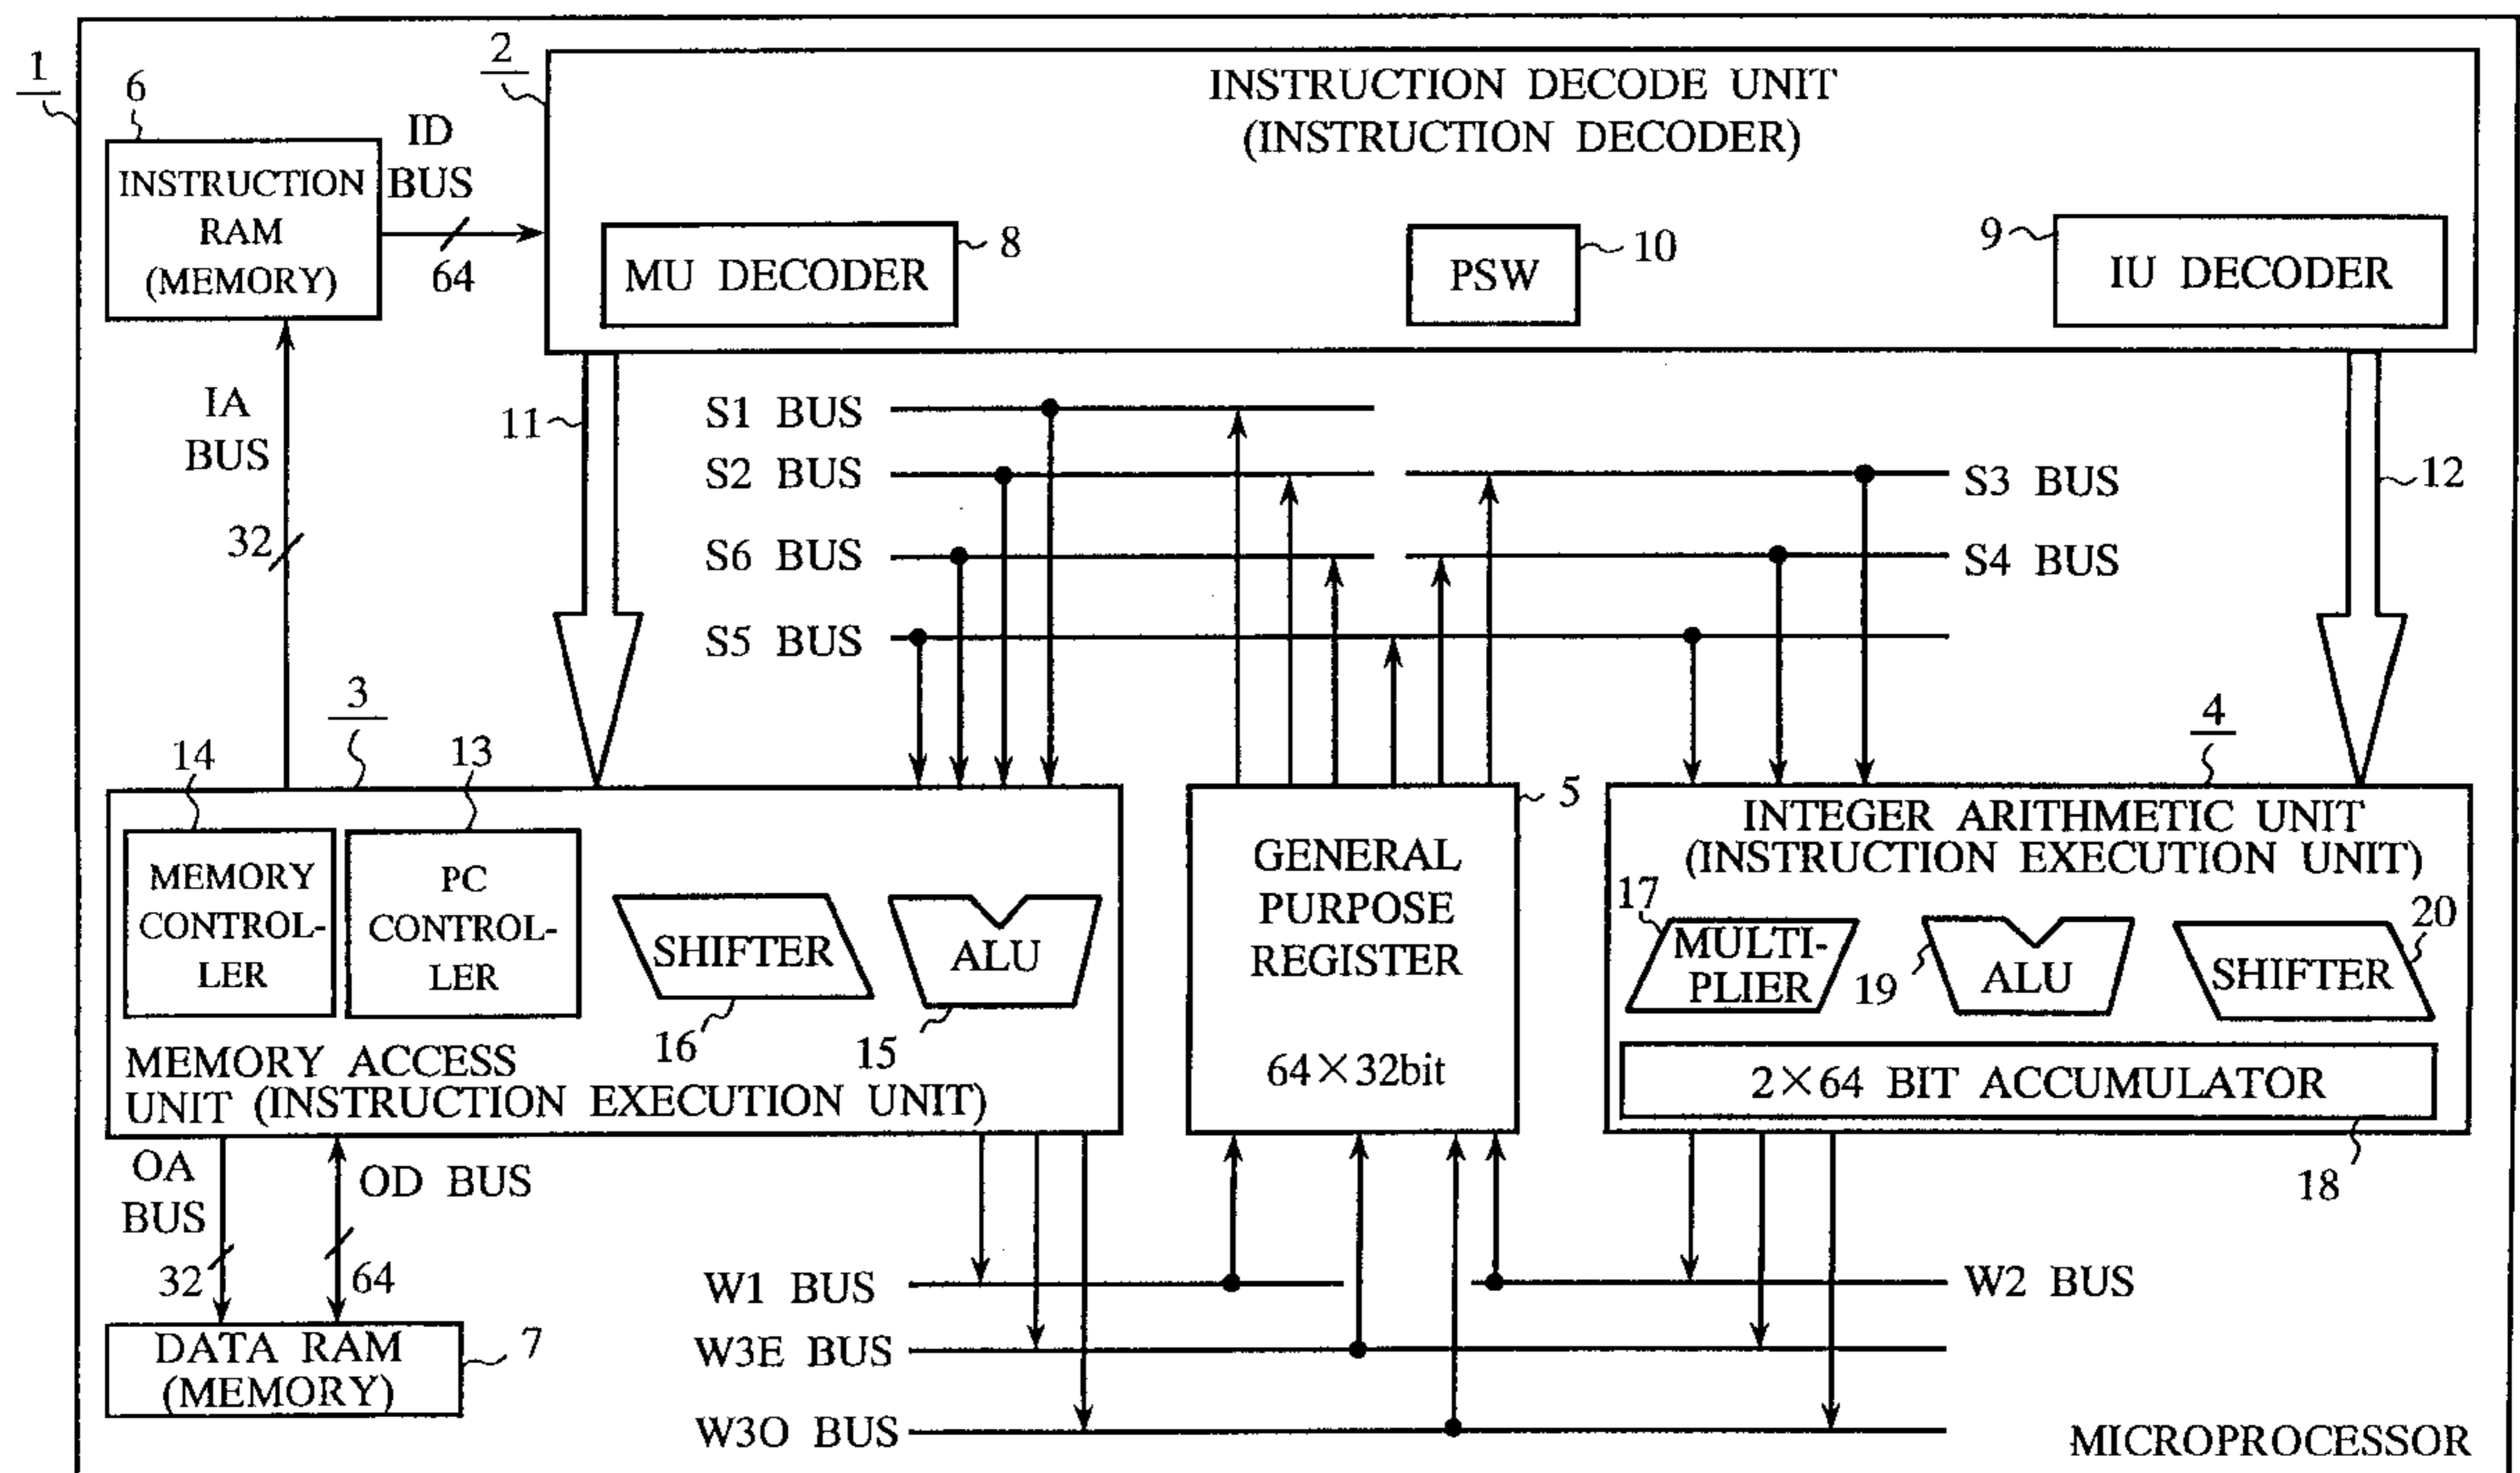 1
2
INSTRUCTION DECODE UNIT
(INSTRUCTION DECODER)
6
ID
BUS
64
INSTRUCTION
RAM
(MEMORY)
MU DECODER
8
PSW
10
9
IU DECODER
IA
BUS
32
11
12
S1 BUS
S2 BUS
S3 BUS
S6 BUS
S4 BUS
S5 BUS
3
14
13
MEMORY
CONTROL-
LER
PC
CONTROL-
LER
SHIFTER
16
ALU
15
MEMORY ACCESS
UNIT (INSTRUCTION EXECUTION UNIT)
5
GENERAL
PURPOSE
REGISTER
64×32bit
4
INTEGER ARITHMETIC UNIT
(INSTRUCTION EXECUTION UNIT)
17
MULTI-
PLIER
19
ALU
20
SHIFTER
2×64 BIT ACCUMULATOR
18
OA
BUS
32
OD BUS
64
DATA RAM
(MEMORY)
7
W1 BUS
W2 BUS
W3E BUS
W3O BUS
MICROPROCESSOR